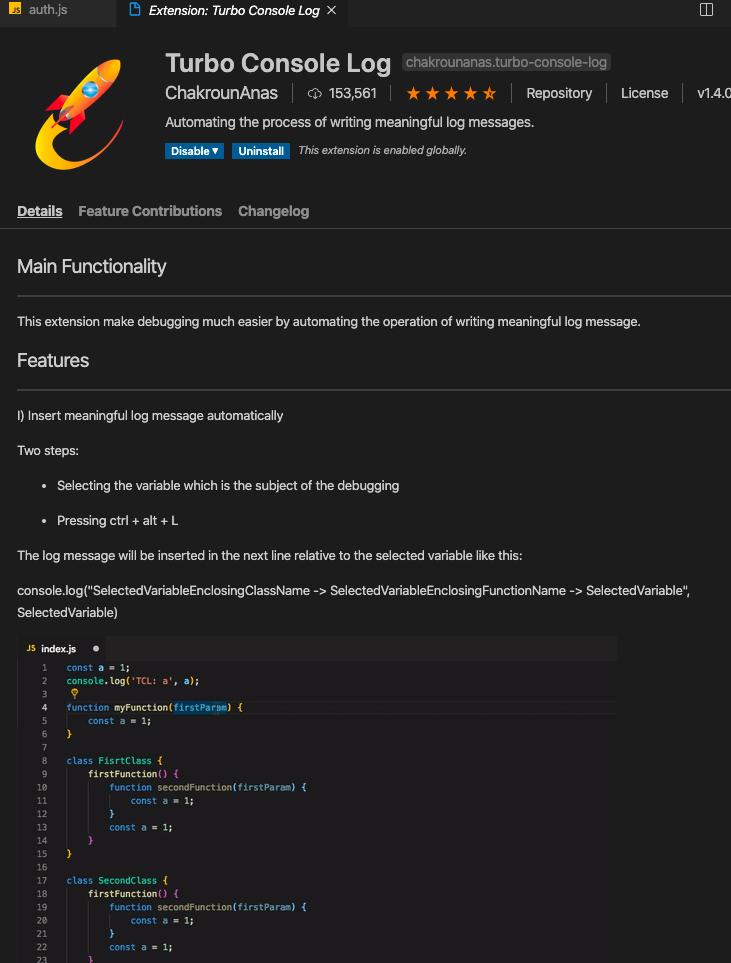 JS auth.js Extension: Turbo Console Log
Turbo Console Log chakrounanas.turbo-console-log
ChakrounAnas 153,561 Repository License v1.4.0
Automating the process of writing meaningful log messages.
Disable Uninstall This extension is enabled globally.
Details Feature Contributions Changelog
Main Functionality
This extension make debugging much easier by automating the operation of writing meaningful log message.
Features
I) Insert meaningful log message automatically
Two steps:
• Selecting the variable which is the subject of the debugging
• Pressing ctrl + alt + L
The log message will be inserted in the next line relative to the selected variable like this:
console.log("SelectedVariableEnclosingClassName -> SelectedVariableEnclosingFunctionName -> SelectedVariable",
SelectedVariable)
JS index.js
1 const a = 1;
2 console.log('TCL: a', a);
3
4 function myFunction(firstParam) {
5 const a = 1;
6 }
7
8 class FisrtClass {
9 firstFunction() {
10 function secondFunction(firstParam) {
11 const a = 1;
12 }
13 const a = 1;
14 }
15 }
16
17 class SecondClass {
18 firstFunction() {
19 function secondFunction(firstParam) {
20 const a = 1;
21 }
22 const a = 1;
23 }